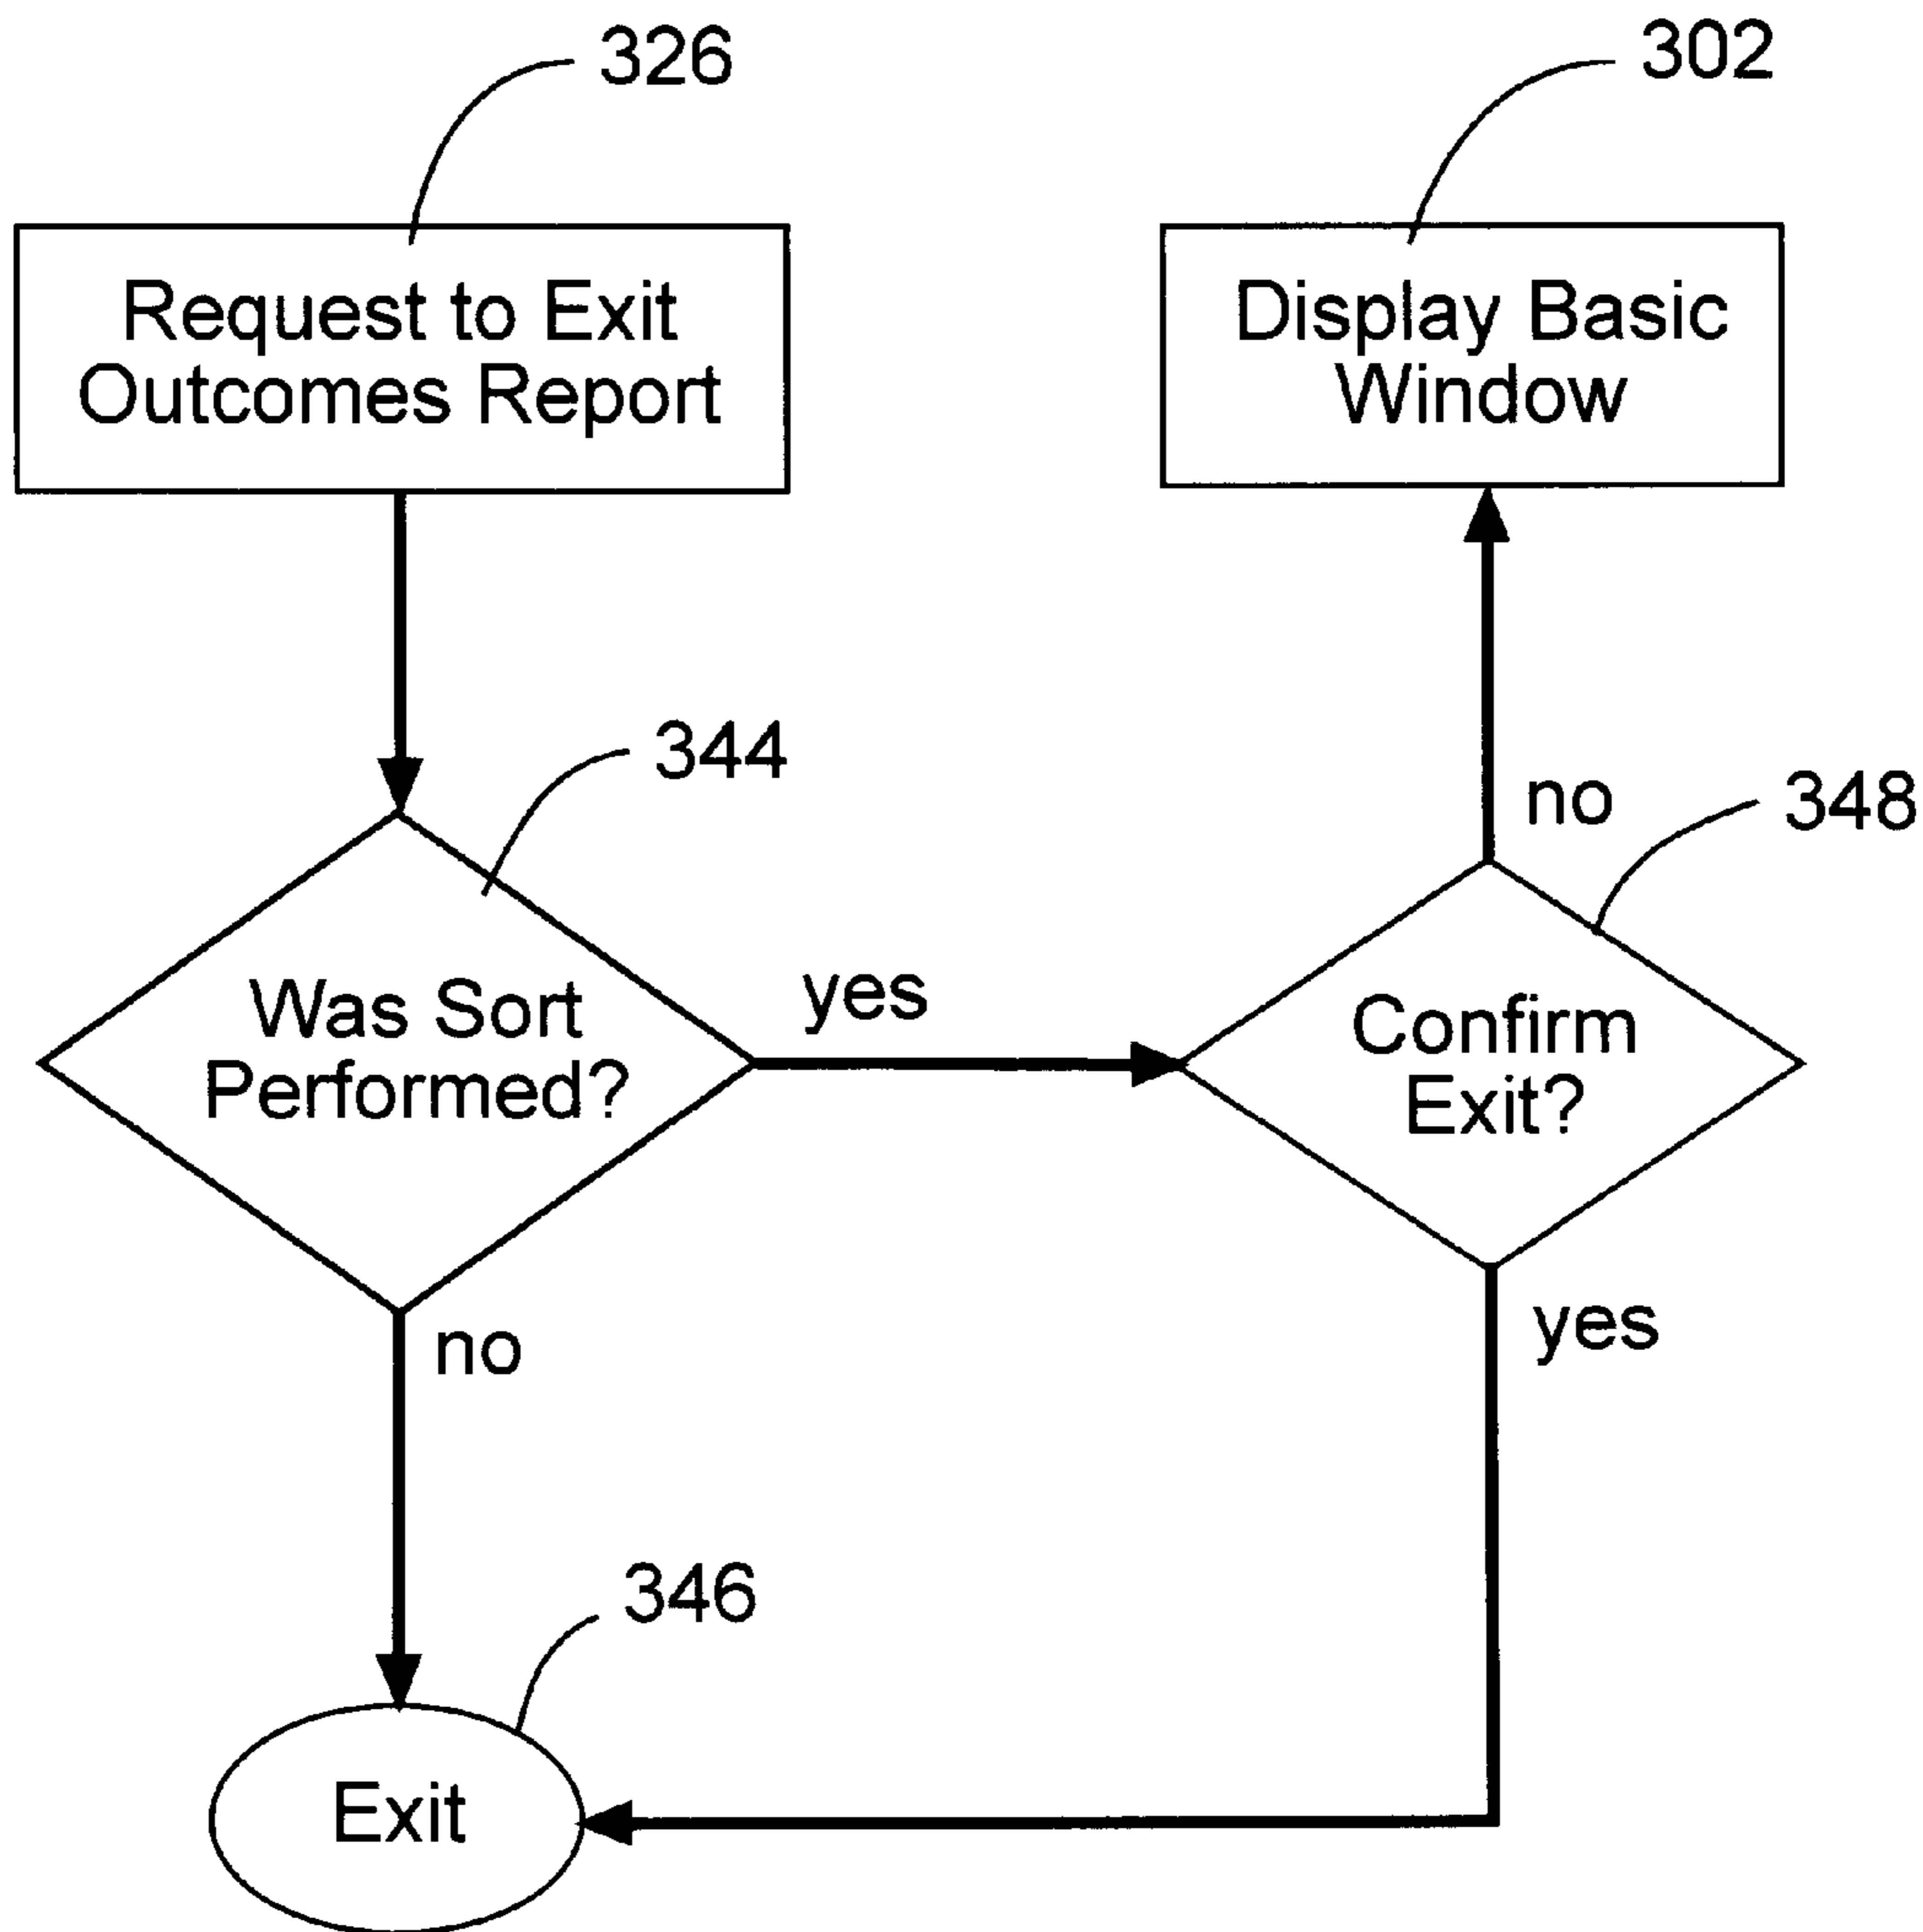 326
302
Request to Exit
Outcomes Report
Display Basic
Window
344
no
348
Was Sort
Performed?
yes
Confirm
Exit?
no
yes
346
Exit